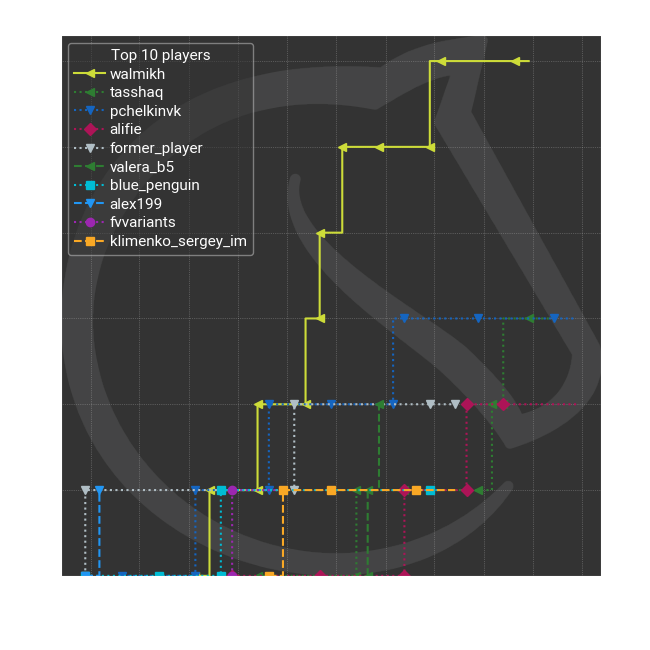 Top 10 players
walmikh
tasshaq
pchelkinvk
alifie
former_player
valera_b5
blue_penguin
alex199
fvvariants
klimenko_sergey_im